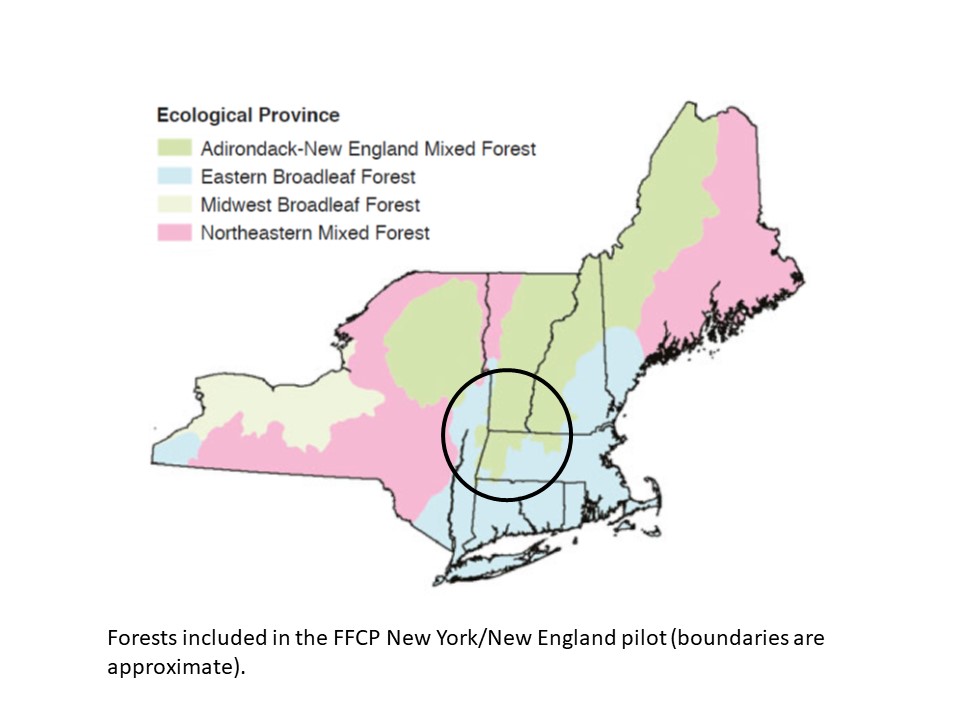 Ecological Province
Adirondack-New England Mixed Forest
Eastern Broadleaf Forest
Midwest Broadleaf Forest
Northeastern Mixed Forest
Forests included in the FFCP New York/New England pilot (boundaries are
approximate).